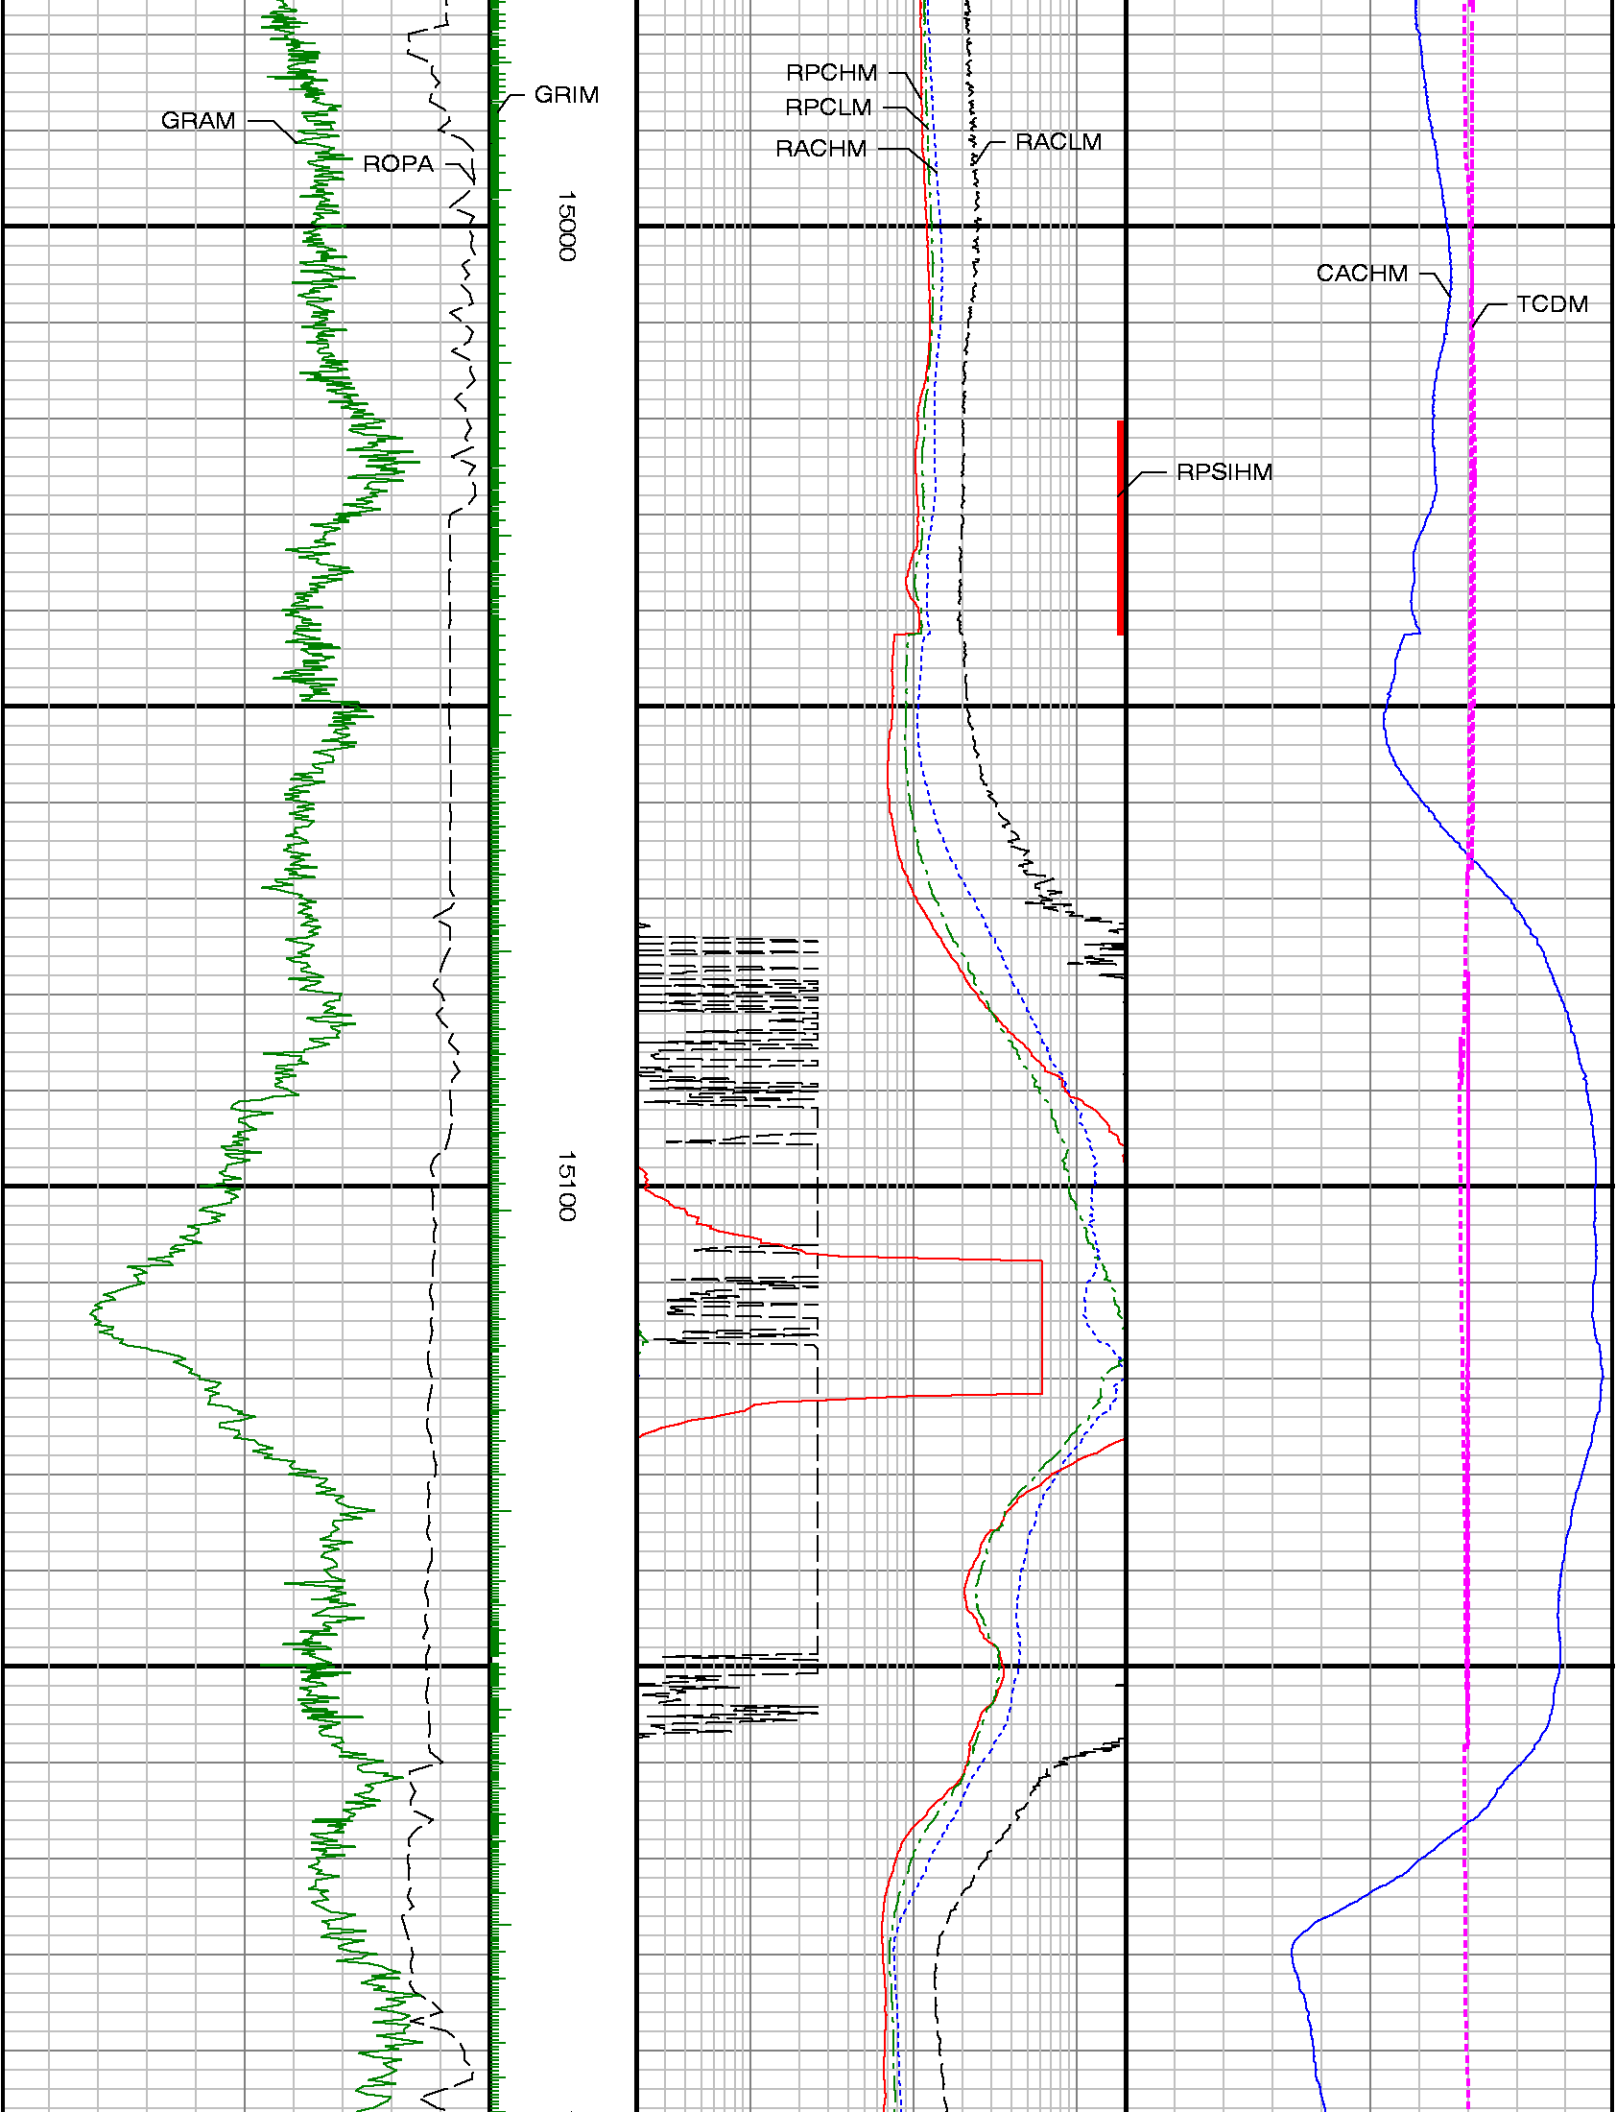 RPCHM
GRIM
RPCLM
GRAM
RACLM
RACHM
ROPA
15000
CACHM
TCDM
RPSIHM
15100